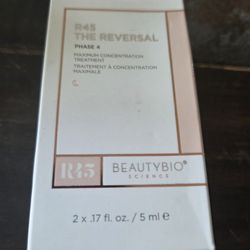 R45
THE REVERSAL
PHASE 4
MAXIMUM CONCENTRATION
TREATMENT
TRAITEMENT À CONCENTRATION
MAXIMALE
R45
BEAUTYBIO®
SCIENCE
2 x .17 fl. oz. / 5 ml ℮